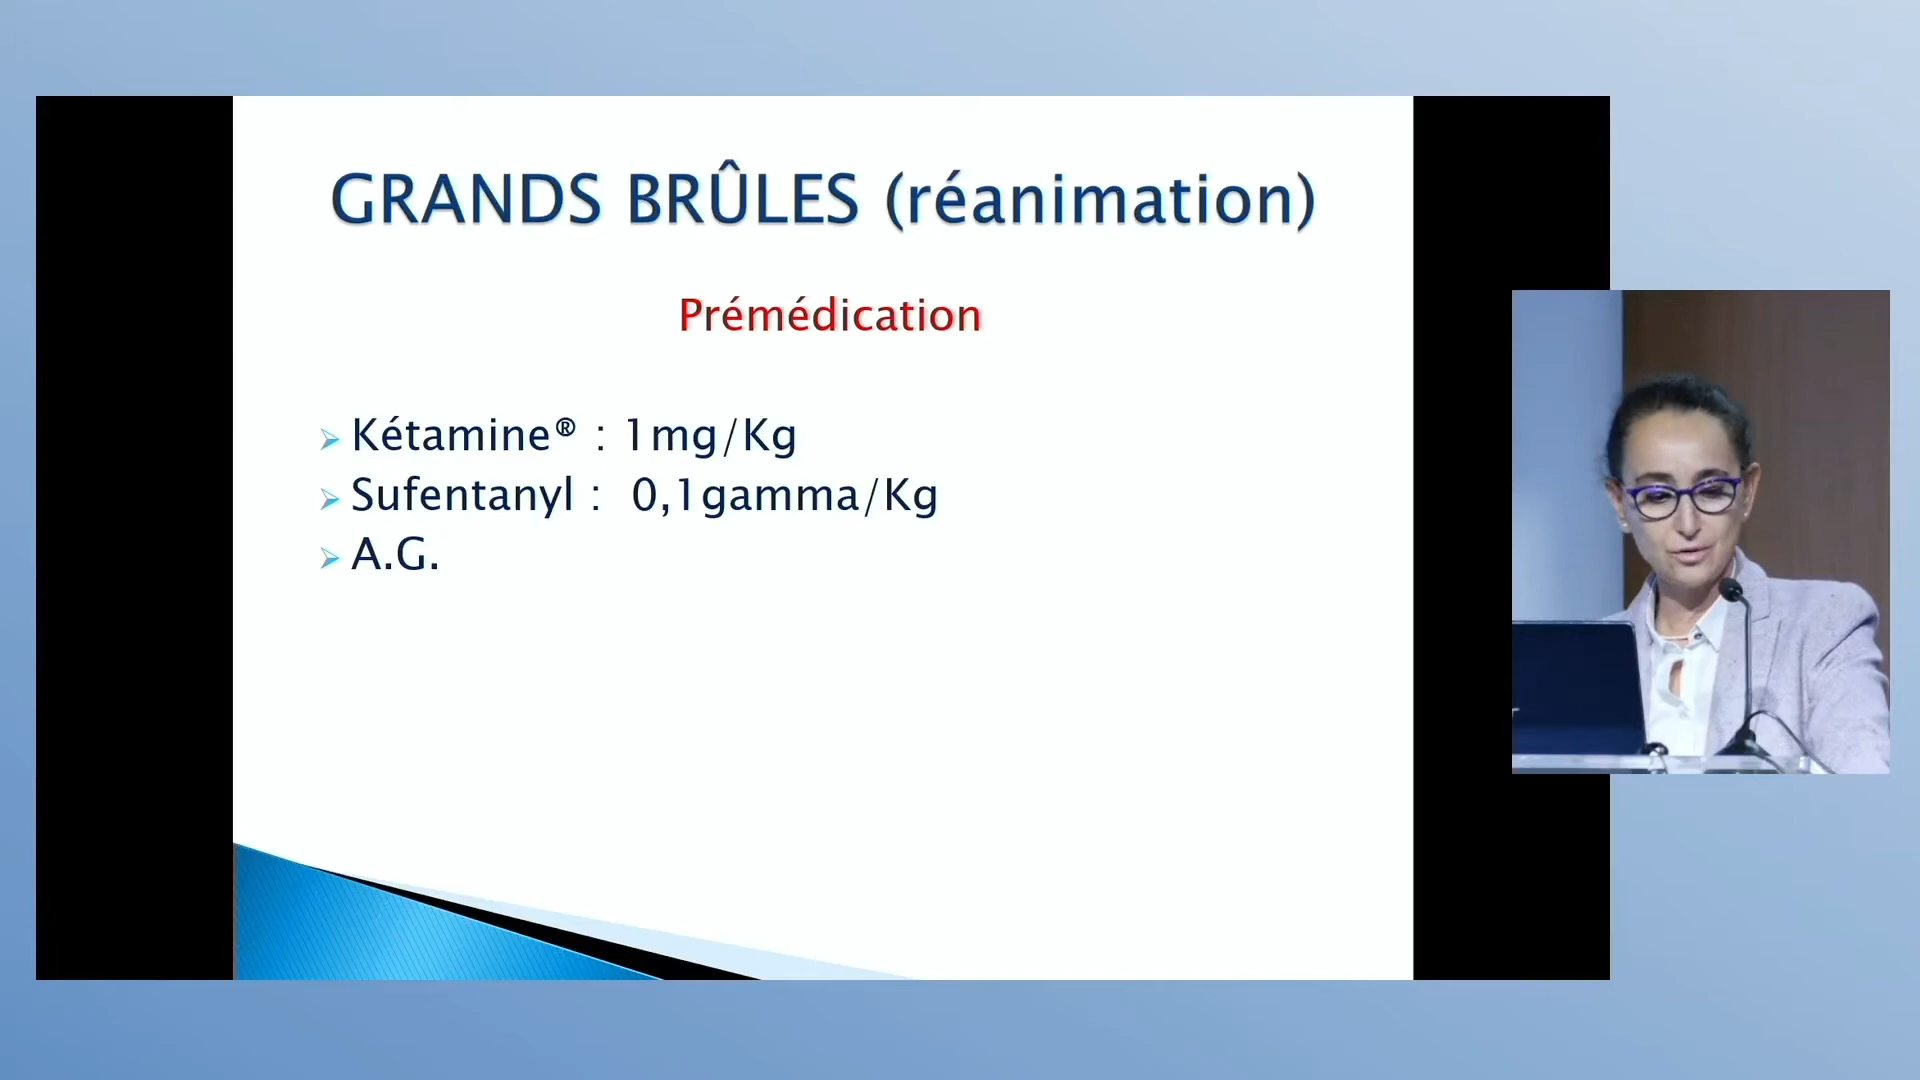 GRANDS BRÛLES (réanimation)
Prémédication
➢ Kétamine® : 1mg/Kg
➢ Sufentanyl : 0,1gamma/Kg
➢ A.G.